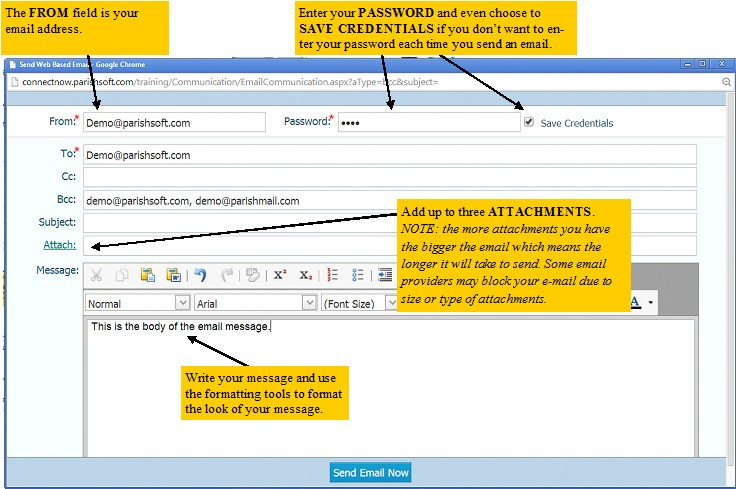 The FROM field is your
email address.
Enter your PASSWORD and even choose to
SAVE CREDENTIALS if you don't want to en-
ter your password each time you send an email.
Send Web Based Email - Google Chrome
connectnow.parishsoft.com/training/Communication/EmailCommunication.aspx?aType=bcc&subject=
From:* Demo@parishsoft.com Password:* •••• Save Credentials
To:* Demo@parishsoft.com
Cc:
Bcc: demo@parishsoft.com, demo@parishmail.com
Subject:
Attach:
Add up to three ATTACHMENTS.
NOTE: the more attachments you have
the bigger the email which means the
longer it will take to send. Some email
providers may block your e-mail due to
size or type of attachments.
Message:
Normal Arial (Font Size) A
This is the body of the email message.
Write your message and use
the formatting tools to format
the look of your message.
Send Email Now